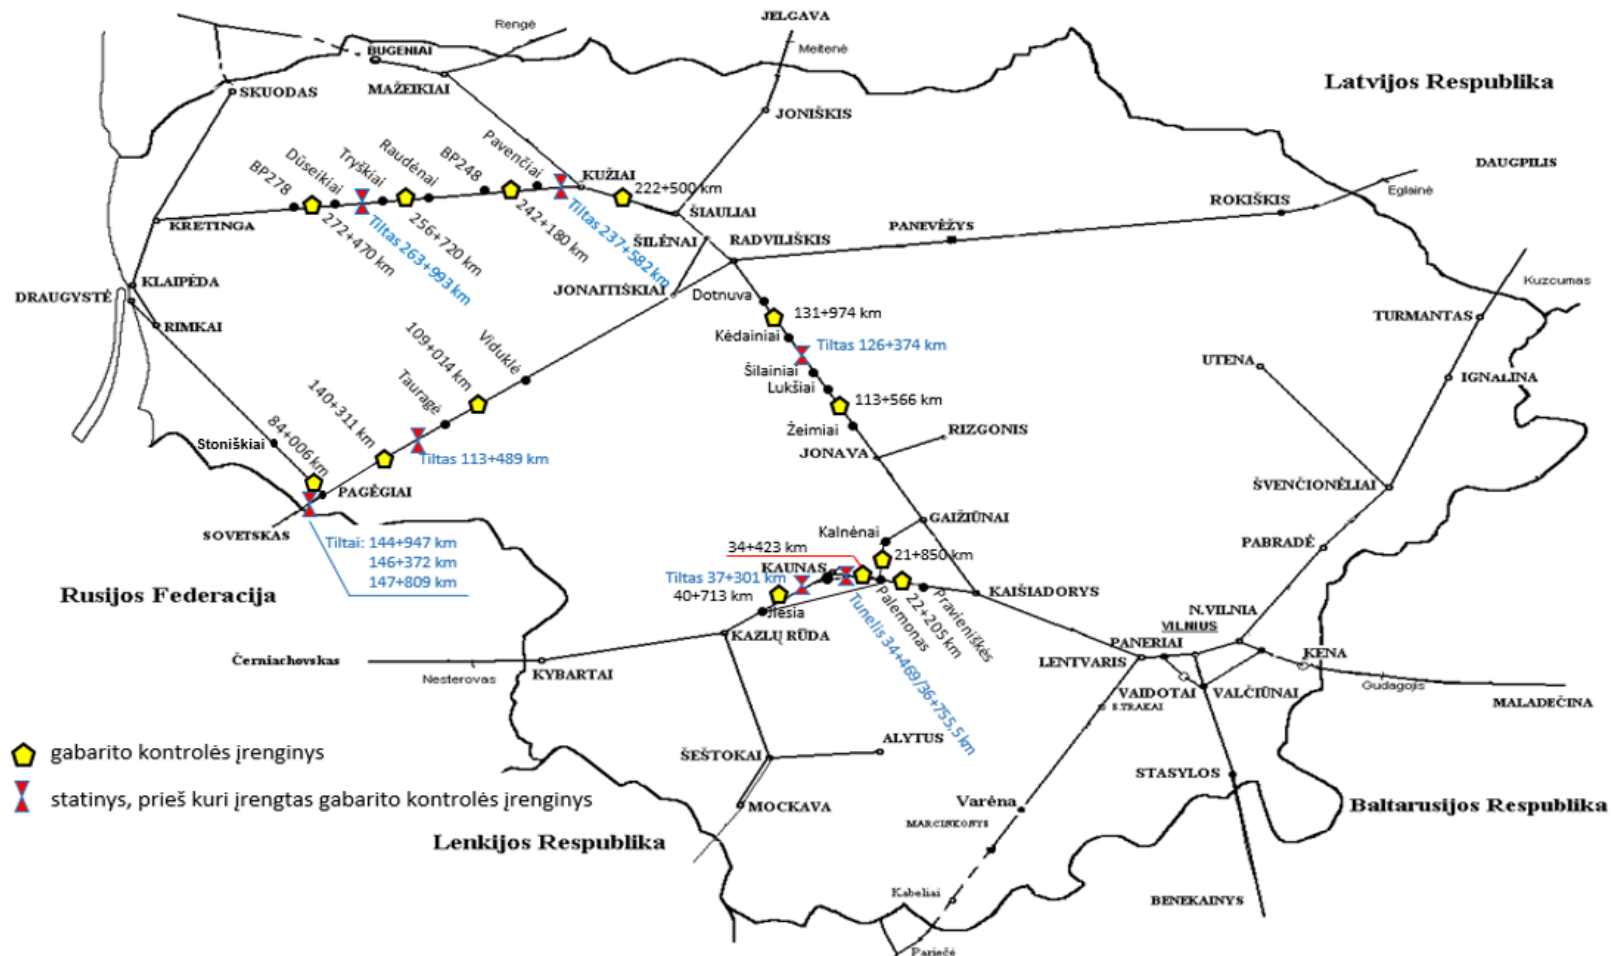 JELGAVA
Rengė
Meitenė
BUGENIAI
MAŽEIKIAI
SKUODAS
Latvijos Respublika
JONIŠKIS
DAUGPILIS
Eglainė
ROKIŠKIS
BP278
Dūseikiai
Tryškiai
Raudėnai
BP248
Pavenčiai
KUŽIAI
222+500 km
ŠIAULIAI
KRETINGA
272+470 km
Tiltas 263+993 km
256+720 km
242+180 km
Tiltas 237+582 km
ŠILĖNAI
RADVILIŠKIS
PANEVĖŽYS
KLAIPĖDA
DRAUGYSTĖ
RIMKAI
JONAITIŠKIAI
Dotnuva
131+974 km
Kėdainiai
Tiltas 126+374 km
Šilainiai
Lukšiai
113+566 km
Žeimiai
Kuzcumas
TURMANTAS
UTENA
IGNALINA
Viduklė
109+014 km
Tauragė
140+311 km
Tiltas 113+489 km
84+006 km
Stoniškiai
PAGĖGIAI
SOVETSKAS
Tiltai: 144+947 km
146+372 km
147+809 km
RIZGONIS
JONAVA
ŠVENČIONĖLIAI
GAIŽIŪNAI
Kalnėnai
PABRADĖ
34+423 km
21+850 km
KAUNAS
Tiltas 37+301 km
40+713 km
Jiesia
Palemonas
22+205 km
Pravieniškės
Tunelis 34+469/36+755,5 km
KAIŠIADORYS
Rusijos Federacija
KAZLŲ RŪDA
N.VILNIA
VILNIUS
PANERIAI
LENTVARIS
KENA
Černiachovskas
Nesterovas
KYBARTAI
VAIDOTAI
VALČIŪNAI
Gudagojis
MALADEČINA
S.TRAKAI
ALYTUS
ŠEŠTOKAI
STASYLOS
gabarito kontrolės įrenginys
statinys, prieš kuri įrengtas gabarito kontrolės įrenginys
MOCKAVA
Varėna
MARCINKONYS
Baltarusijos Respublika
Lenkijos Respublika
Kabeliai
BENEKAINYS
Pariečė